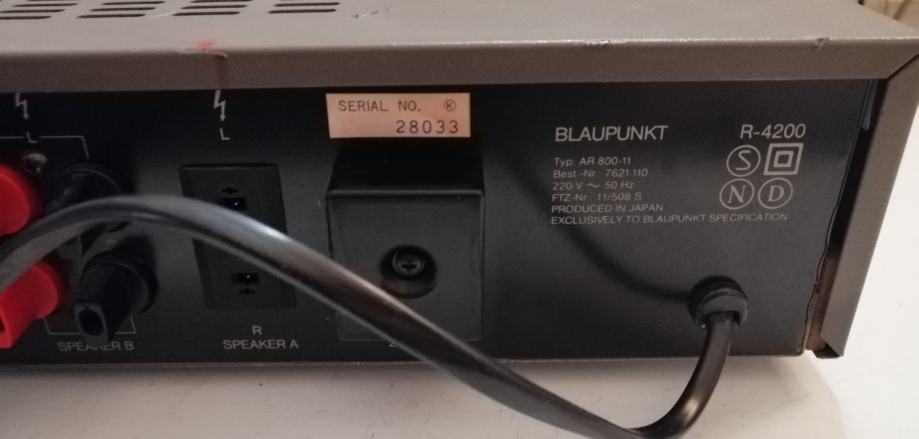 L
L
SERIAL NO. Ⓚ
28033
BLAUPUNKT R-4200
Typ: AR 800-11
Best.-Nr. 7621 110
220 V ~ 50 Hz
FTZ-Nr. 11/508 S
PRODUCED IN JAPAN
EXCLUSIVELY TO BLAUPUNKT SPECIFICATION
S
N D
R
SPEAKER A
SPEAKER B